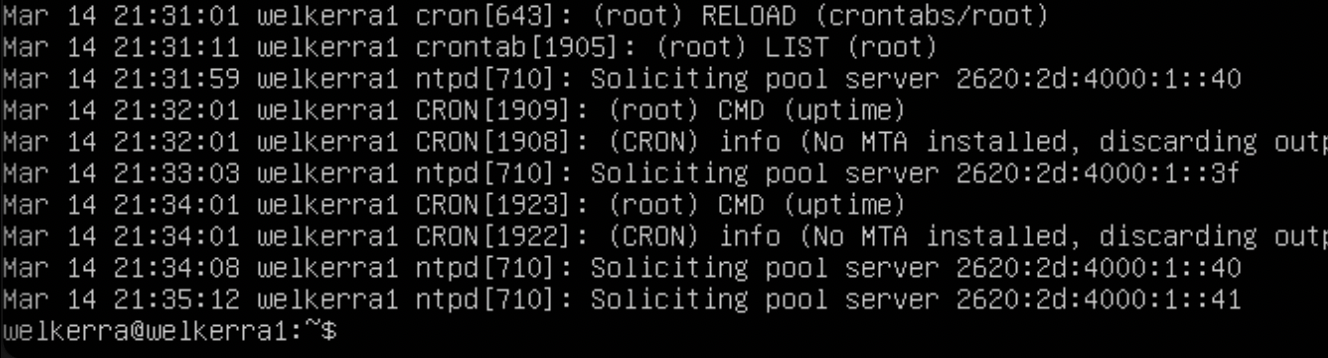 Mar 14 21:31:01 welkerra1 cron[643]: (root) RELOAD (crontabs/root)
Mar 14 21:31:11 welkerra1 crontab[1905]: (root) LIST (root)
Mar 14 21:31:59 welkerra1 ntpd[710]: Soliciting pool server 2620:2d:4000:1::40
Mar 14 21:32:01 welkerra1 CRON[1909]: (root) CMD (uptime)
Mar 14 21:32:01 welkerra1 CRON[1908]: (CRON) info (No MTA installed, discarding outp
Mar 14 21:33:03 welkerra1 ntpd[710]: Soliciting pool server 2620:2d:4000:1::3f
Mar 14 21:34:01 welkerra1 CRON[1923]: (root) CMD (uptime)
Mar 14 21:34:01 welkerra1 CRON[1922]: (CRON) info (No MTA installed, discarding outp
Mar 14 21:34:08 welkerra1 ntpd[710]: Soliciting pool server 2620:2d:4000:1::40
Mar 14 21:35:12 welkerra1 ntpd[710]: Soliciting pool server 2620:2d:4000:1::41
welkerra@welkerra1:~$